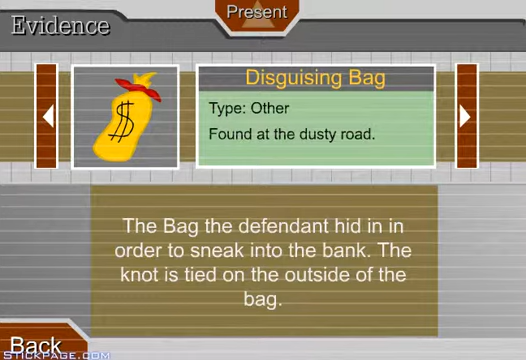 Present
Evidence
Disguising Bag
Type: Other
Found at the dusty road.
$
The Bag the defendant hid in in
order to sneak into the bank. The
knot is tied on the outside of the
bag.
Back
STICKPAGE.COM